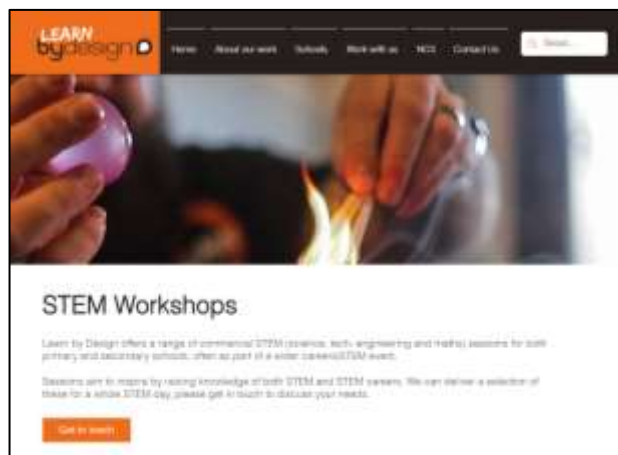 LEARN
bydesign
Home About our work Schools Work with us NCS Contact Us Search...
STEM Workshops
Learn by Design offers a range of commercial STEM (science, tech, engineering and maths) sessions for both
primary and secondary schools, often as part of a wider careers/STEM event.
Sessions aim to inspire by raising knowledge of both STEM and STEM careers. We can deliver a selection of
these for a whole STEM day, please get in touch to discuss your needs.
Get in touch